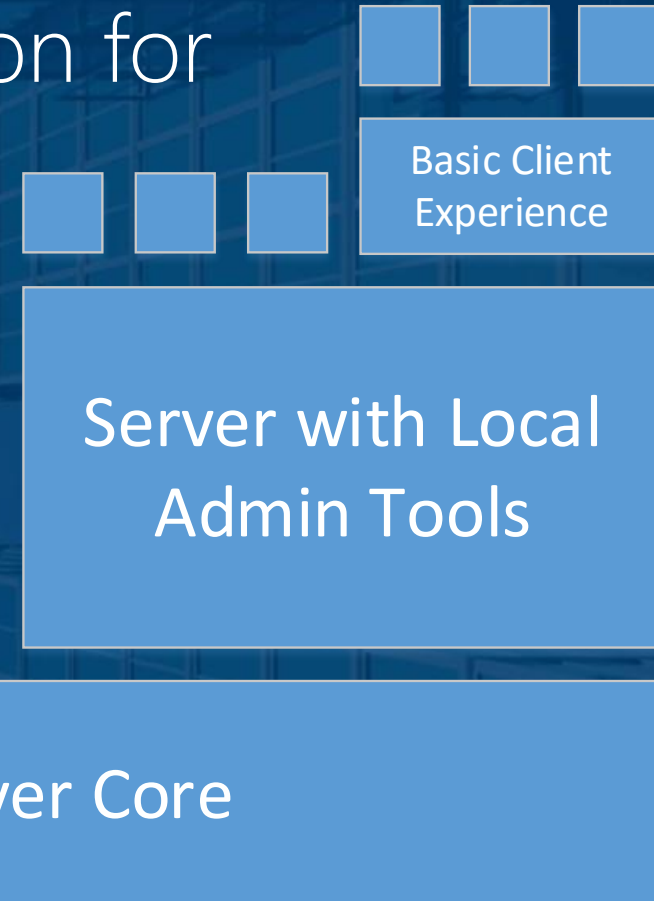 on for
Basic Client
Experience
Server with Local
Admin Tools
ver Core